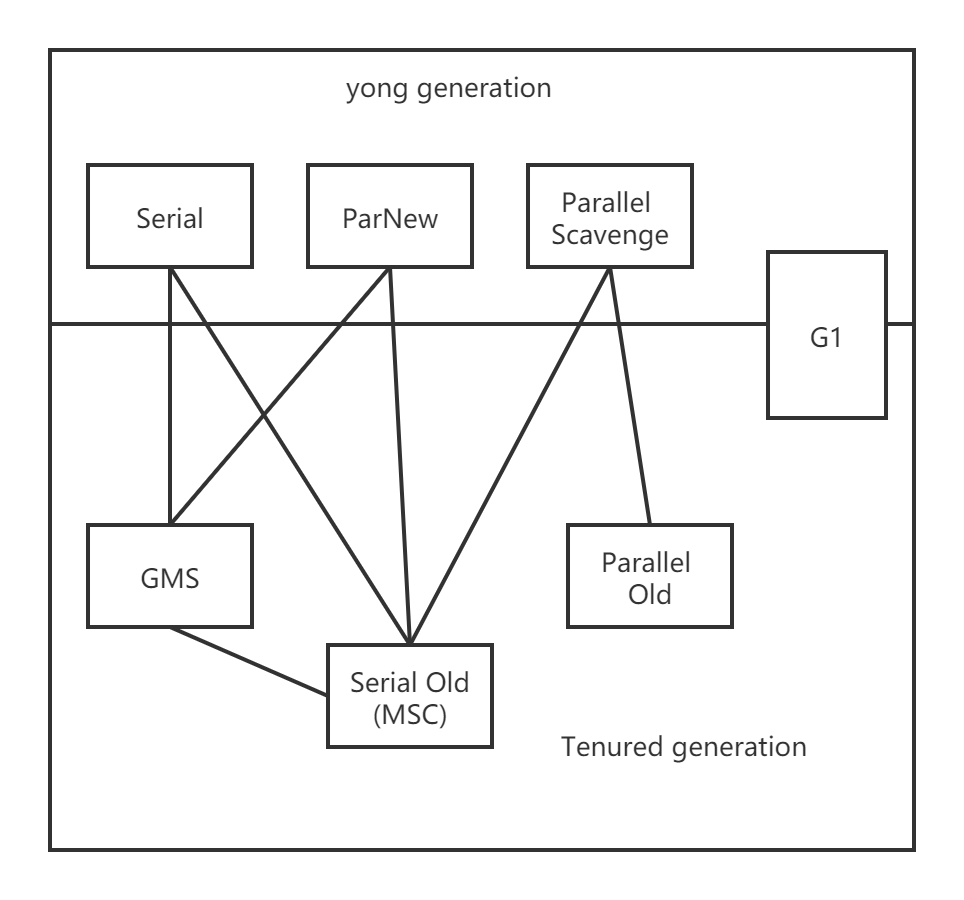 yong generation
Serial
ParNew
Parallel
Scavenge
G1
GMS
Parallel
Old
Serial Old
(MSC)
Tenured generation